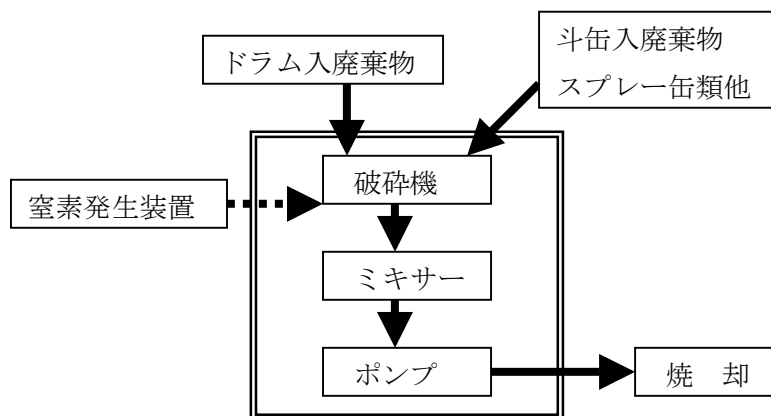 ドラム入廃棄物
斗缶入廃棄物
スプレー缶類他
破砕機
窒素発生装置
ミキサー
ポンプ
焼　却